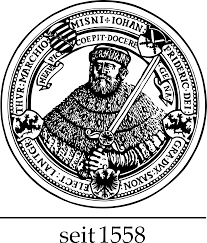 IOHAN FRIDERIC DEI GRA DVX SAXON ELECT LANTGR THVR MARCHIO MISNI
COEPIT DOCERE
seit 1558